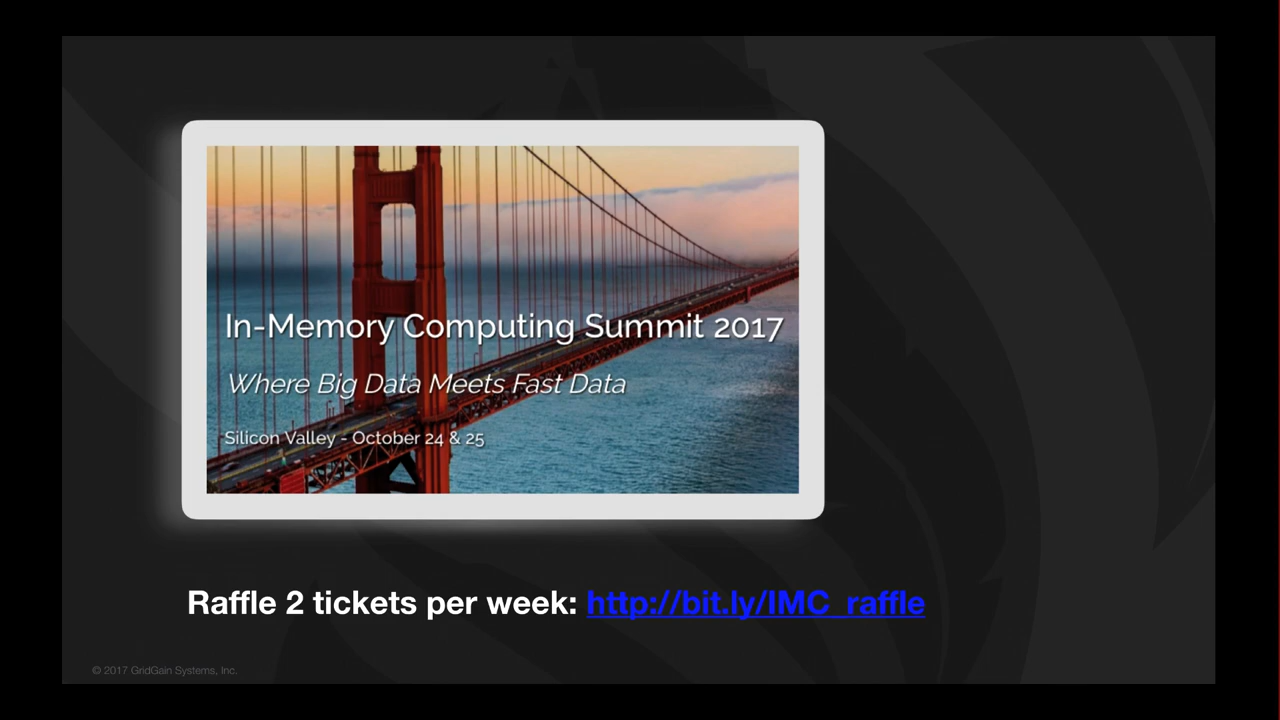 In-Memory Computing Summit 2017
Where Big Data Meets Fast Data
Silicon Valley - October 24 & 25
Raffle 2 tickets per week: http://bit.ly/IMC_raffle
© 2017 GridGain Systems, Inc.